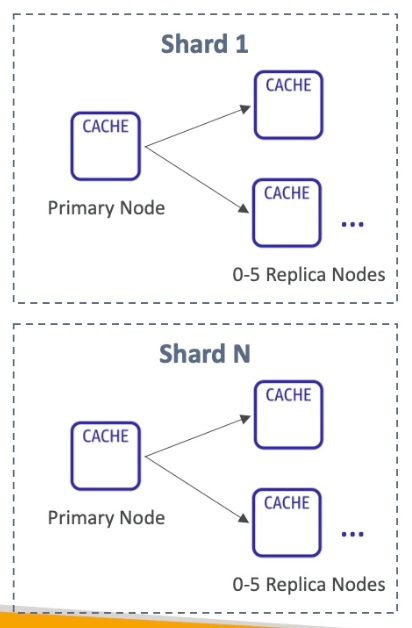 Shard 1
CACHE
CACHE
Primary Node
CACHE
...
0-5 Replica Nodes
Shard N
CACHE
CACHE
Primary Node
CACHE
...
0-5 Replica Nodes